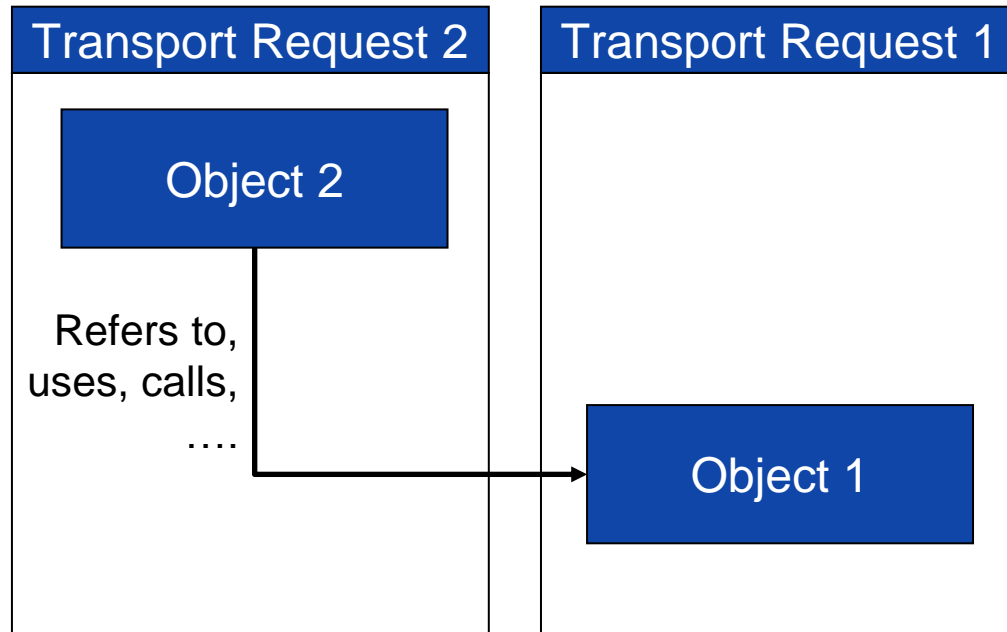 Transport Request 2
Transport Request 1
Object 2
Refers to,
uses, calls,
….
Object 1